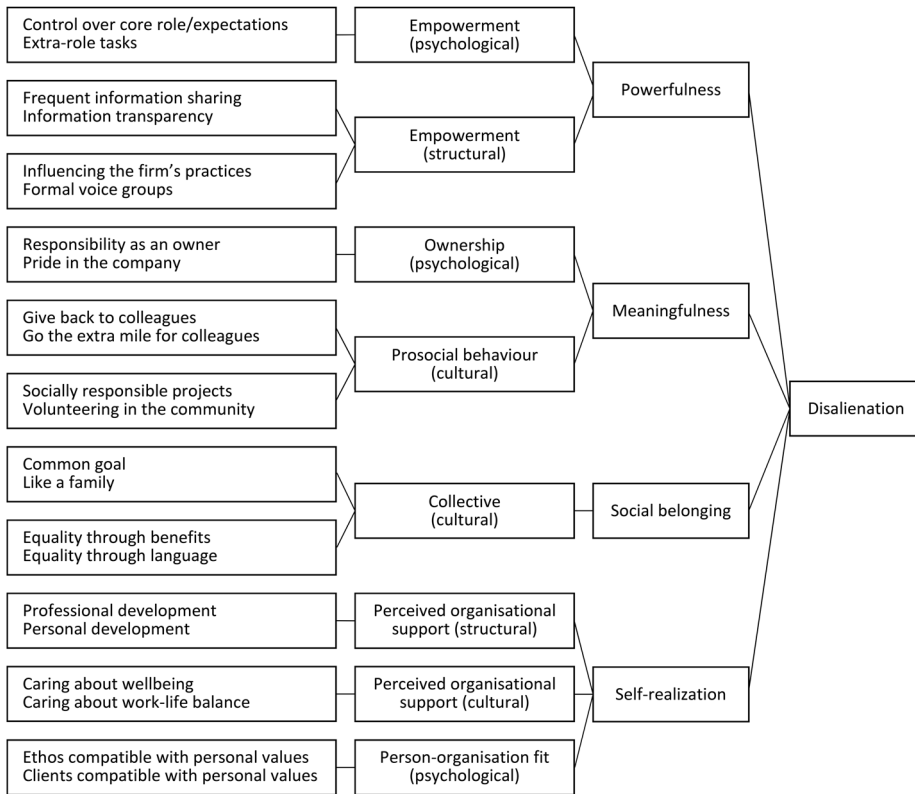 Control over core role/expectations
Extra-role tasks
Frequent information sharing
Information transparency
Influencing the firm's practices
Formal voice groups
Responsibility as an owner
Pride in the company
Give back to colleagues
Go the extra mile for colleagues
Socially responsible projects
Volunteering in the community
Common goal
Like a family
Equality through benefits
Equality through language
Professional development
Personal development
Caring about wellbeing
Caring about work-life balance
Ethos compatible with personal values
Clients compatible with personal values
Empowerment
(psychological)
Empowerment
(structural)
Ownership
(psychological)
Prosocial behaviour
(cultural)
Collective
(cultural)
Perceived organisational
support (structural)
Perceived organisational
support (cultural)
Person-organisation fit
(psychological)
Powerfulness
Meaningfulness
Social belonging
Self-realization
Disalienation